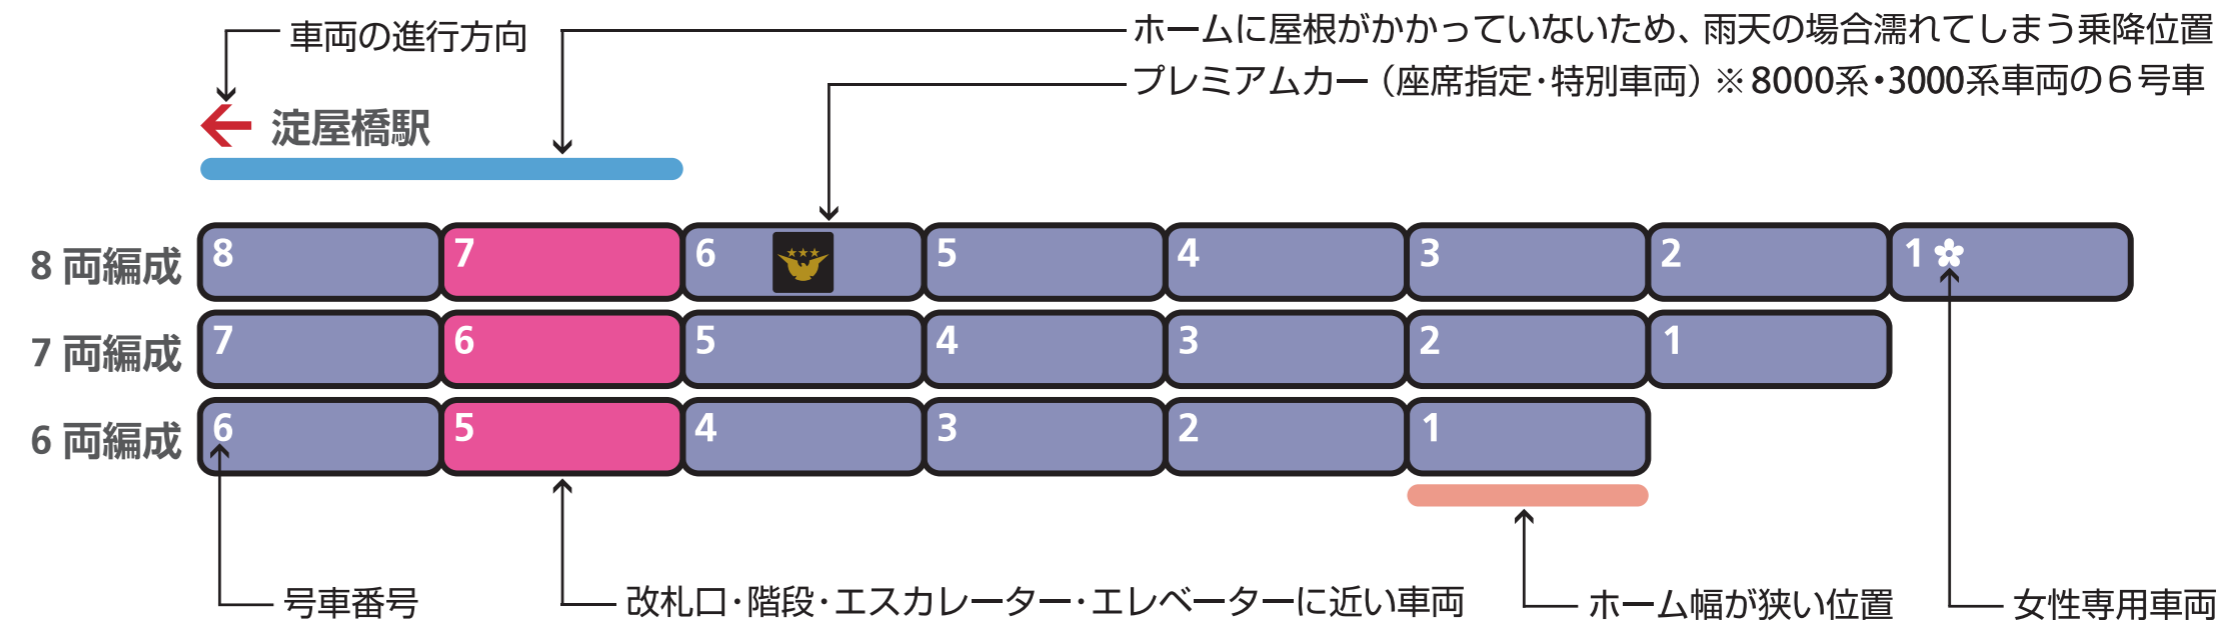 車両の進行方向
ホームに屋根がかかっていないため、雨天の場合濡れてしまう乗降位置
プレミアムカー（座席指定・特別車両）※8000系・3000系車両の６号車
淀屋橋駅
8 両編成 8 7 6 5 4 3 2 1
7 両編成 7 6 5 4 3 2 1
6 両編成 6 5 4 3 2 1
号車番号
改札口・階段・エスカレーター・エレベーターに近い車両
ホーム幅が狭い位置
女性専用車両